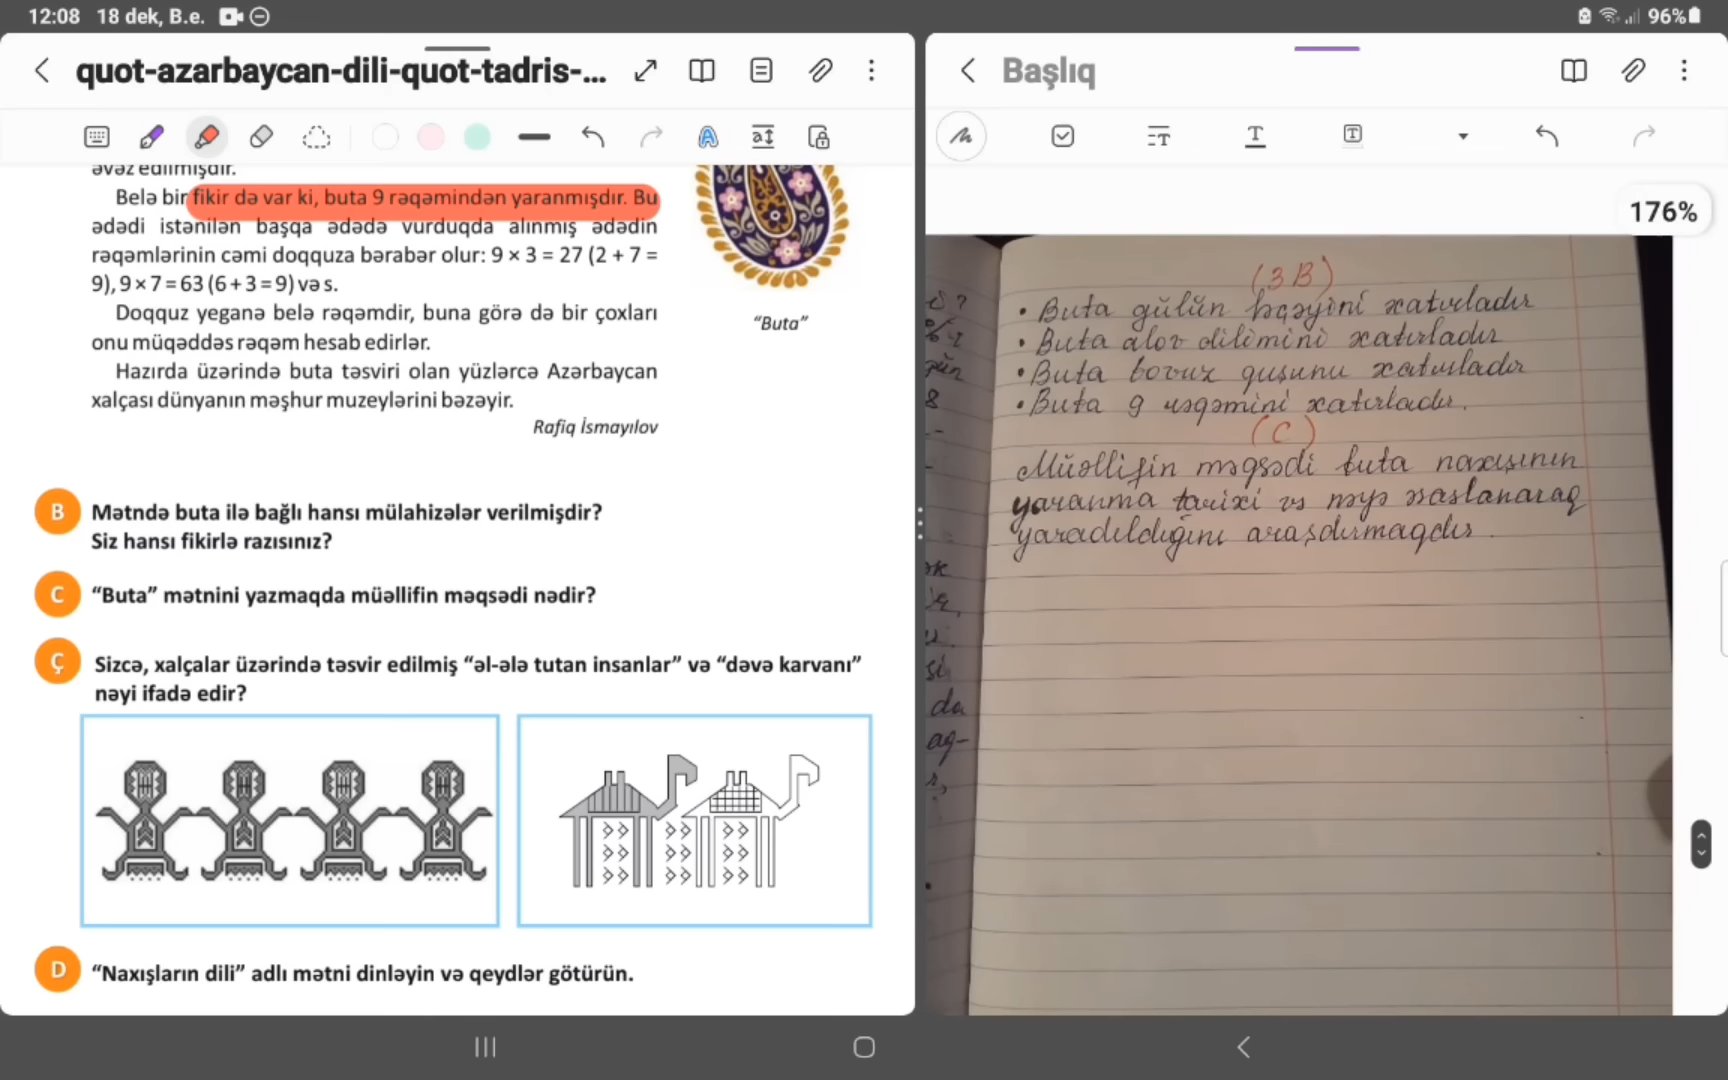 12:08 18 dek, B.e.
96%
quot-azarbaycan-dili-quot-tadris-...
əvəz edilmişdir.
Belə bir fikir də var ki, buta 9 rəqəmindən yaranmışdır. Bu
ədədi istənilən başqa ədədə vurduqda alınmış ədədin
rəqəmlərinin cəmi doqquza bərabər olur: 9 × 3 = 27 (2 + 7 =
9), 9 × 7 = 63 (6 + 3 = 9) və s.
Doqquz yeganə belə rəqəmdir, buna görə də bir çoxları
onu müqəddəs rəqəm hesab edirlər.
Hazırda üzərində buta təsviri olan yüzlərcə Azərbaycan
xalçası dünyanın məşhur muzeylərini bəzəyir.
Rafiq İsmayılov
“Buta”
B Mətndə buta ilə bağlı hansı mülahizələr verilmişdir?
Siz hansı fikirlə razısınız?
C “Buta” mətnini yazmaqda müəllifin məqsədi nədir?
Ç Sizcə, xalçalar üzərində təsvir edilmiş “əl-ələ tutan insanlar” və “dəvə karvanı”
nəyi ifadə edir?
D “Naxışların dili” adlı mətni dinləyin və qeydlər götürün.
Başlıq
176%
(3B)
• Buta gülün xatırladır
• Buta alov dilimini xatırladır
• Buta tovuz quşunu xatırladır
• Buta 9 rəqəmini xatırladır.
(C)
Müəllifin məqsədi buta naxışının
yaranma tarixi və nəyə əsaslanaraq
yaradıldığını araşdırmaqdır.
8
da